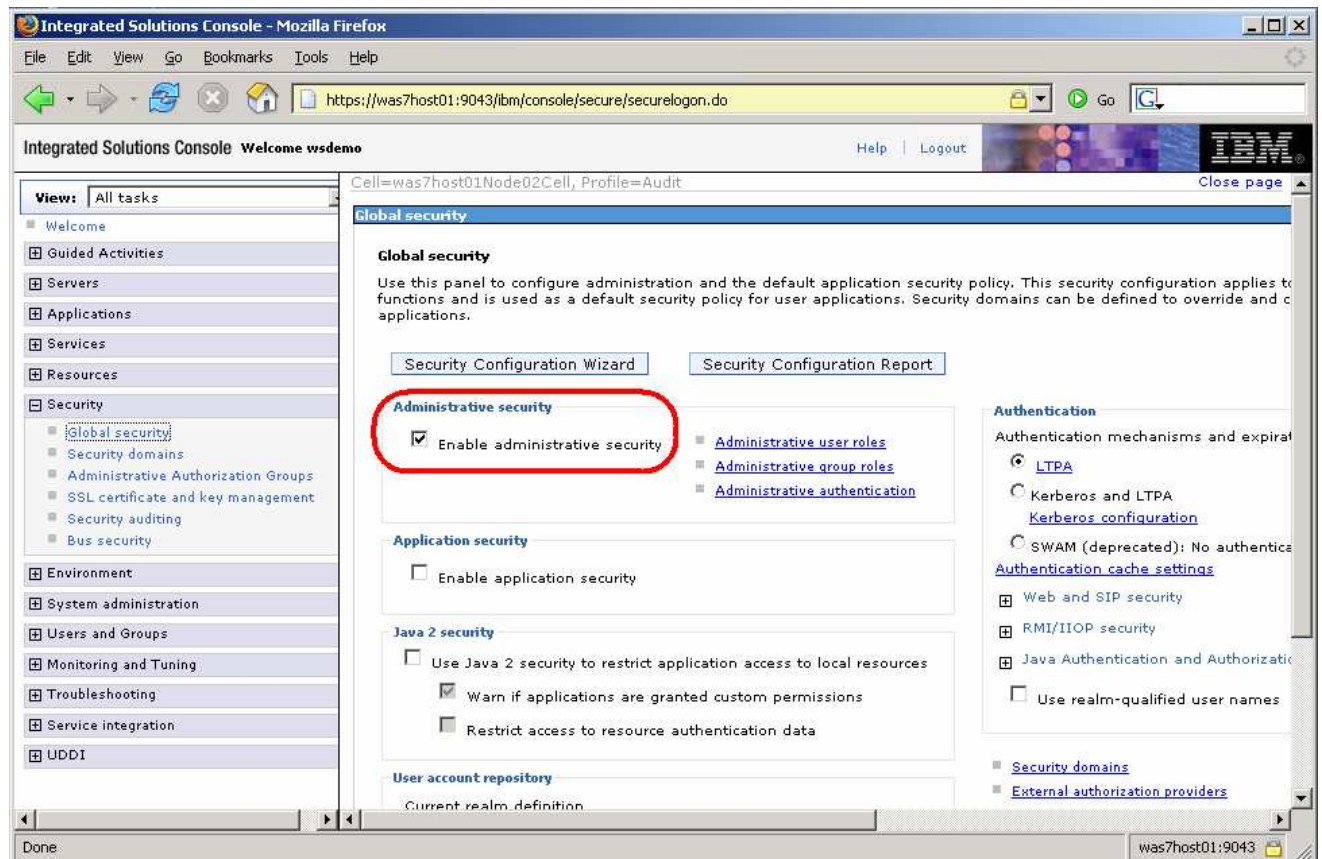 Integrated Solutions Console - Mozilla Firefox
File Edit View Go Bookmarks Tools Help
https://was7host01:9043/ibm/console/secure/securelogon.do
Go
G
Integrated Solutions Console Welcome wsdemo
Help | Logout
IBM
View: All tasks
Welcome
Guided Activities
Servers
Applications
Services
Resources
Security
Global security
Security domains
Administrative Authorization Groups
SSL certificate and key management
Security auditing
Bus security
Environment
System administration
Users and Groups
Monitoring and Tuning
Troubleshooting
Service integration
UDDI
Cell=was7host01Node02Cell, Profile=Audit
Close page
Global security
Global security
Use this panel to configure administration and the default application security policy. This security configuration applies to
functions and is used as a default security policy for user applications. Security domains can be defined to override and c
applications.
Security Configuration Wizard
Security Configuration Report
Administrative security
Enable administrative security
Administrative user roles
Administrative group roles
Administrative authentication
Application security
Enable application security
Java 2 security
Use Java 2 security to restrict application access to local resources
Warn if applications are granted custom permissions
Restrict access to resource authentication data
User account repository
Current realm definition
Authentication
Authentication mechanisms and expirat
LTPA
Kerberos and LTPA
Kerberos configuration
SWAM (deprecated): No authentica
Authentication cache settings
Web and SIP security
RMI/IIOP security
Java Authentication and Authorizatio
Use realm-qualified user names
Security domains
External authorization providers
Done
was7host01:9043